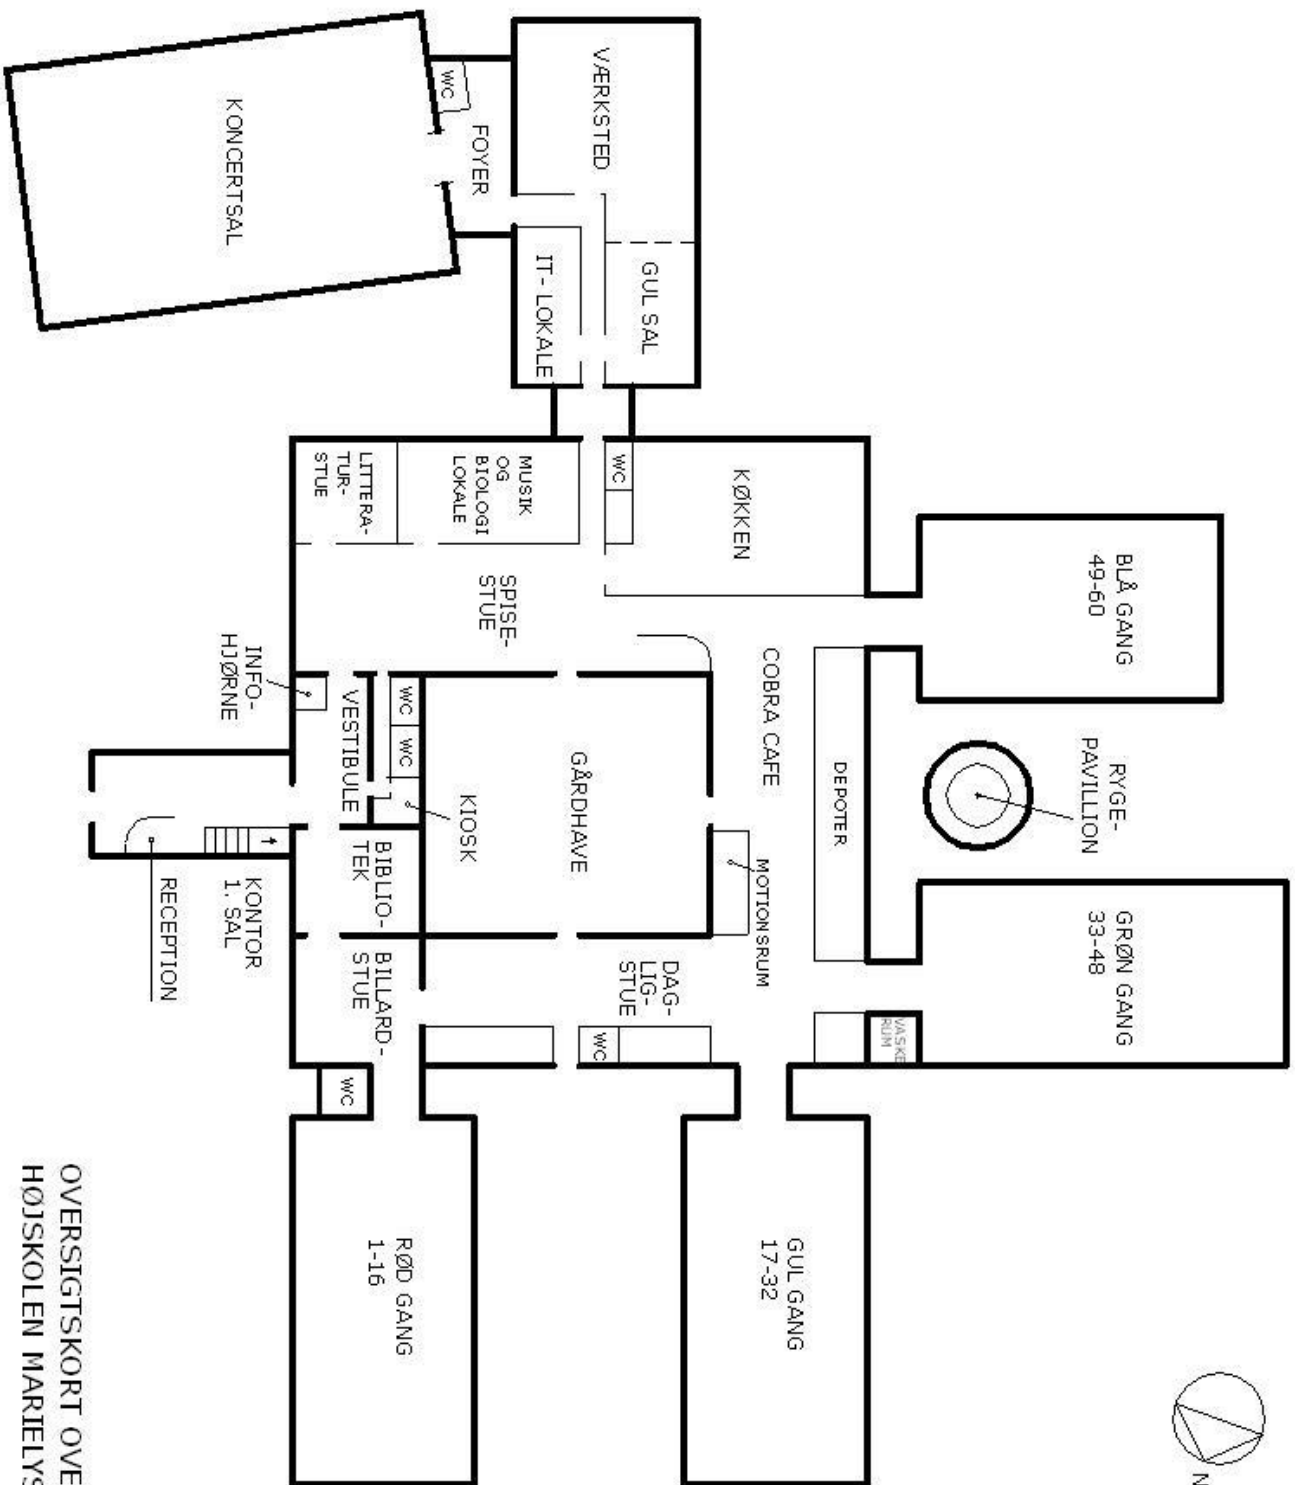 VÆRKSTED
WC
FOYER
KONCERTSAL
GUL SAL
IT- LOKALE
KØKKEN
WC
MUSIK
OG
BIOLOGI
LOKALE
LITTERA-
TUR-
STUE
BLÅ GANG
49-60
SPISE-
STUE
COBRA CAFE
INFO-
HJØRNE
VESTIBULE
WC
WC
KIOSK
GÅRDHAVE
DEPOTER
RYGE-
PAVILLION
MOTIONSRUM
BIBLIO-
TEK
KONTOR
1. SAL
RECEPTION
BILLARD-
STUE
DAG-
LIG-
STUE
WC
GRØN GANG
33-48
VASKE
RUM
WC
RØD GANG
1-16
GUL GANG
17-32
N
OVERSIGTSKORT OVE
HØJSKOLEN MARIELYS